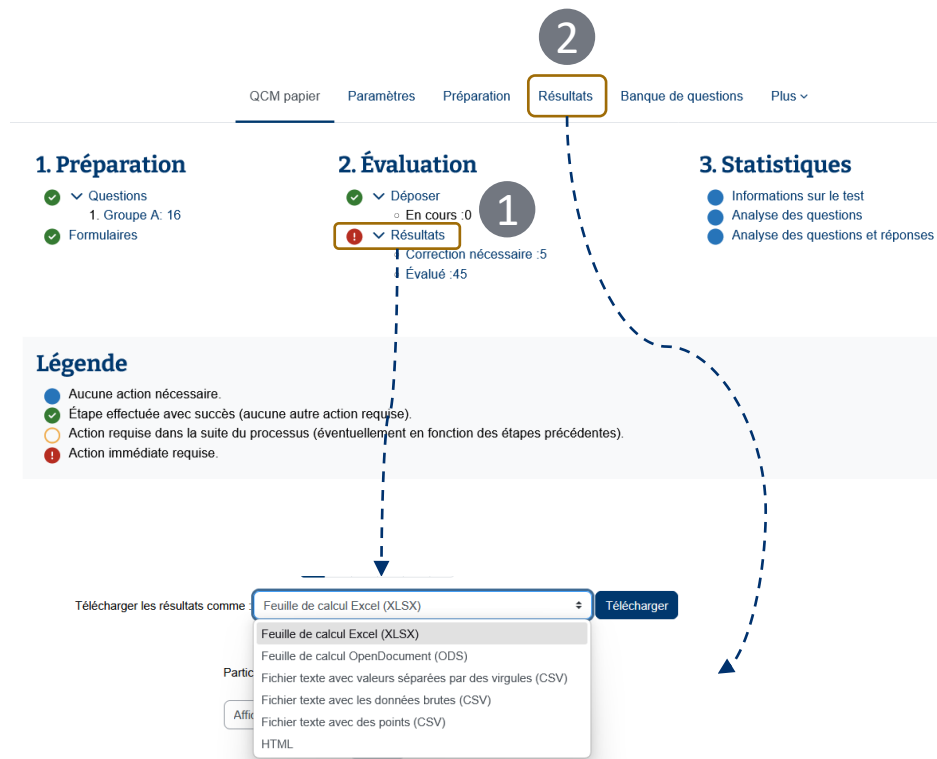 2
QCM papier Paramètres Préparation Résultats Banque de questions Plus
1. Préparation
Questions
1. Groupe A: 16
Formulaires
2. Évaluation
Déposer
En cours :0
1
Résultats
Correction nécessaire :5
Évalué :45
3. Statistiques
Informations sur le test
Analyse des questions
Analyse des questions et réponses
Légende
Aucune action nécessaire.
Étape effectuée avec succès (aucune autre action requise).
Action requise dans la suite du processus (éventuellement en fonction des étapes précédentes).
Action immédiate requise.
Télécharger les résultats comme : Feuille de calcul Excel (XLSX) Télécharger
Feuille de calcul Excel (XLSX)
Feuille de calcul OpenDocument (ODS)
Fichier texte avec valeurs séparées par des virgules (CSV)
Fichier texte avec les données brutes (CSV)
Fichier texte avec des points (CSV)
HTML